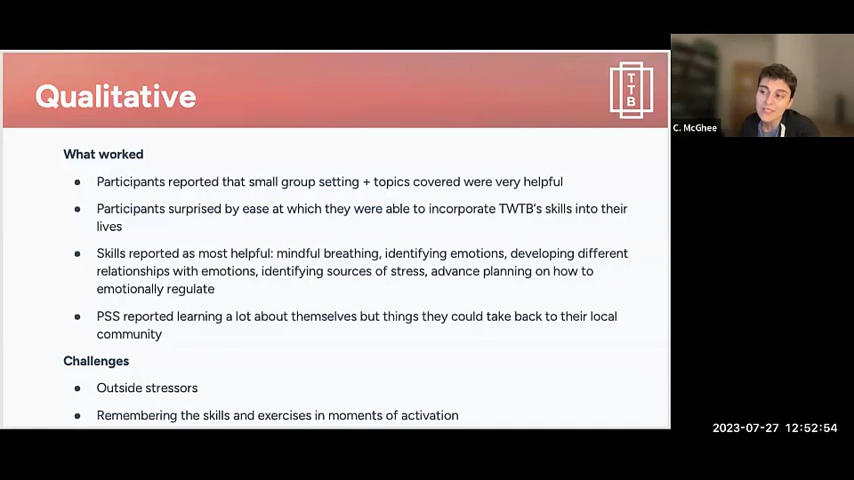 Qualitative
T
T
B
What worked
Participants reported that small group setting + topics covered were very helpful
Participants surprised by ease at which they were able to incorporate TWTB's skills into their
lives
Skills reported as most helpful: mindful breathing, identifying emotions, developing different
relationships with emotions, identifying sources of stress, advance planning on how to
emotionally regulate
PSS reported learning a lot about themselves but things they could take back to their local
community
Challenges
Outside stressors
Remembering the skills and exercises in moments of activation
C. McGhee
2023-07-27 12:52:54